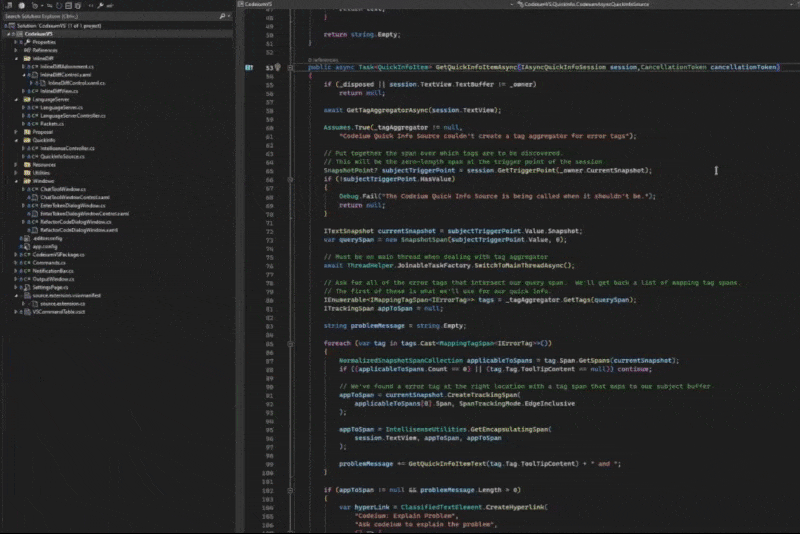 Search Solution Explorer (Ctrl+;)
Solution 'CodeiumVS' (1 of 1 project)
CodeiumVS
Properties
References
InlineDiff
InlineDiffAdornment.cs
InlineDiffControl.xaml
InlineDiffControl.xaml.cs
InlineDiffView.cs
LanguageServer
LanguageServer.cs
LanguageServerController.cs
Packets.cs
Proposal
QuickInfo
QuickInfoSource.cs
Resources
Utilities
Windows
ChatToolWindow.cs
ChatToolWindowControl.xaml
EnterTokenDialogWindow.cs
EnterTokenDialogWindowControl.xaml
RefactorCodeDialogWindow.cs
RefactorCodeDialogWindow.xaml
.editorconfig
app.config
CodeiumVSPackage.cs
Commands.cs
NotificationBar.cs
OutputWindow.cs
SettingsPage.cs
source.extension.vsixmanifest
source.extension.cs
VSCommandTable.vsct
CodeiumVS
CodeiumVS.QuickInfo.CodeiumAsyncQuickInfoSource
48
49
50 return string.Empty;
51 }
52
0 references
53 public async Task<QuickInfoItem> GetQuickInfoItemAsync(IAsyncQuickInfoSession session,CancellationToken cancellationToken)
54 {
55 if (_disposed || session.TextView.TextBuffer != _owner)
56 return null;
57
58 await GetTagAggregatorAsync(session.TextView);
59
60 Assumes.True(_tagAggregator != null,
61 "Codeium Quick Info Source couldn't create a tag aggregator for error tags");
62
63 // Put together the span over which tags are to be discovered.
64 // This will be the zero-length span at the trigger point of the session.
65 SnapshotPoint? subjectTriggerPoint = session.GetTriggerPoint(_owner.CurrentSnapshot);
66 if (!subjectTriggerPoint.HasValue)
67 {
68 Debug.Fail("The Codeium Quick Info Source is being called when it shouldn't be.");
69 return null;
70 }
71
72 ITextSnapshot currentSnapshot = subjectTriggerPoint.Value.Snapshot;
73 var querySpan = new SnapshotSpan(subjectTriggerPoint.Value, 0);
74
75 // Must be on main thread when dealing with tag aggregator
76 await ThreadHelper.JoinableTaskFactory.SwitchToMainThreadAsync();
77
78 // Ask for all of the error tags that intersect our query span. We'll get back a list of mapping tag spans.
79 // The first of these is what we'll use for our quick info.
80 IEnumerable<IMappingTagSpan<IErrorTag>> tags = _tagAggregator.GetTags(querySpan);
81 ITrackingSpan appToSpan = null;
82
83 string problemMessage = string.Empty;
84
85 foreach (var tag in tags.Cast<MappingTagSpan<IErrorTag>>())
86 {
87 NormalizedSnapshotSpanCollection applicableToSpans = tag.Span.GetSpans(currentSnapshot);
88 if ((applicableToSpans.Count == 0) || (tag.Tag.ToolTipContent == null)) continue;
89
90 // We've found a error tag at the right location with a tag span that maps to our subject buffer.
91 appToSpan = currentSnapshot.CreateTrackingSpan(
92 applicableToSpans[0].Span, SpanTrackingMode.EdgeInclusive
93 );
94
95 appToSpan = IntellisenseUtilities.GetEncapsulatingSpan(
96 session.TextView, appToSpan, appToSpan
97 );
98
99 problemMessage += GetQuickInfoItemText(tag.Tag.ToolTipContent) + " and ";
100 }
101
102 if (appToSpan != null && problemMessage.Length > 0)
103 {
104 var hyperLink = ClassifiedTextElement.CreateHyperlink(
105 "Codeium: Explain Problem",
106 "Ask codeium to explain the problem",